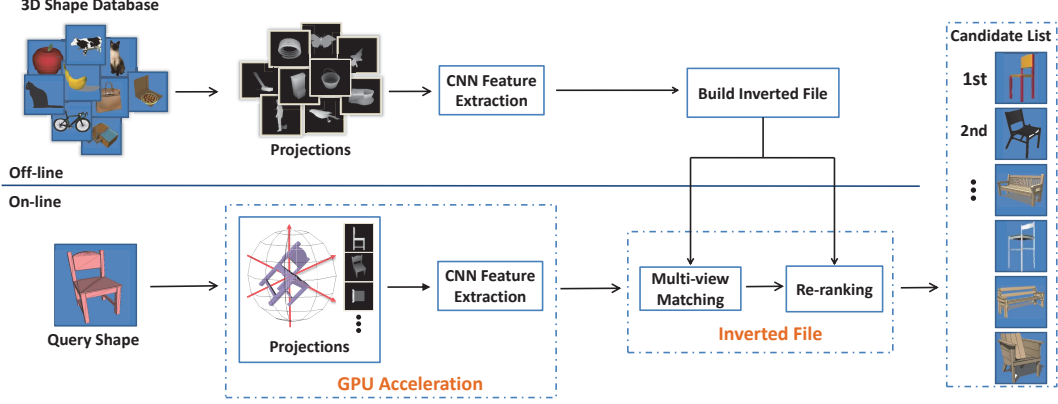 3D Shape Database
Projections
CNN Feature
Extraction
Build Inverted File
Off-line
On-line
Query Shape
Projections
GPU Acceleration
CNN Feature
Extraction
Multi-view
Matching
Re-ranking
Inverted File
Candidate List
1st
2nd